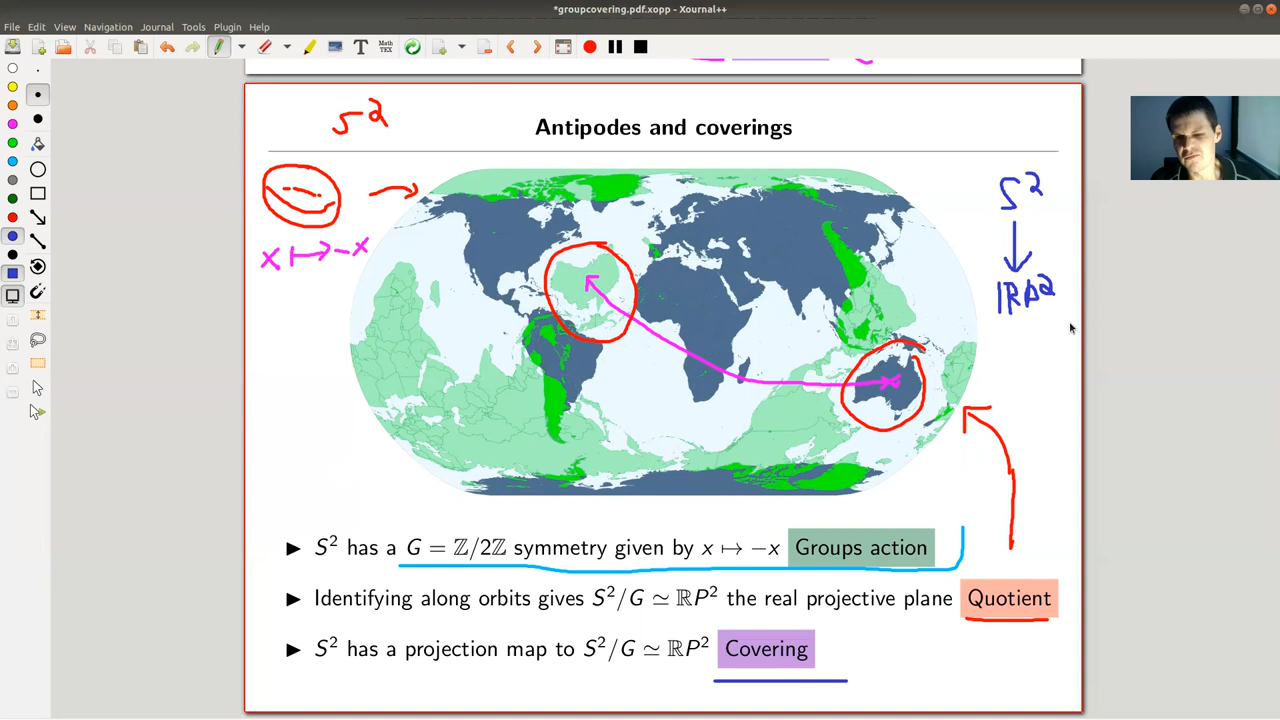 *groupcovering.pdf.xopp - Xournal++
File Edit View Navigation Journal Tools Plugin Help
Math
TEX
T
Antipodes and coverings
S²
x ↦ -x
S²
↓
ℝP²
▶ S² has a G = ℤ/2ℤ symmetry given by x ↦ −x Groups action
▶ Identifying along orbits gives S²/G ≃ ℝP² the real projective plane Quotient
▶ S² has a projection map to S²/G ≃ ℝP² Covering